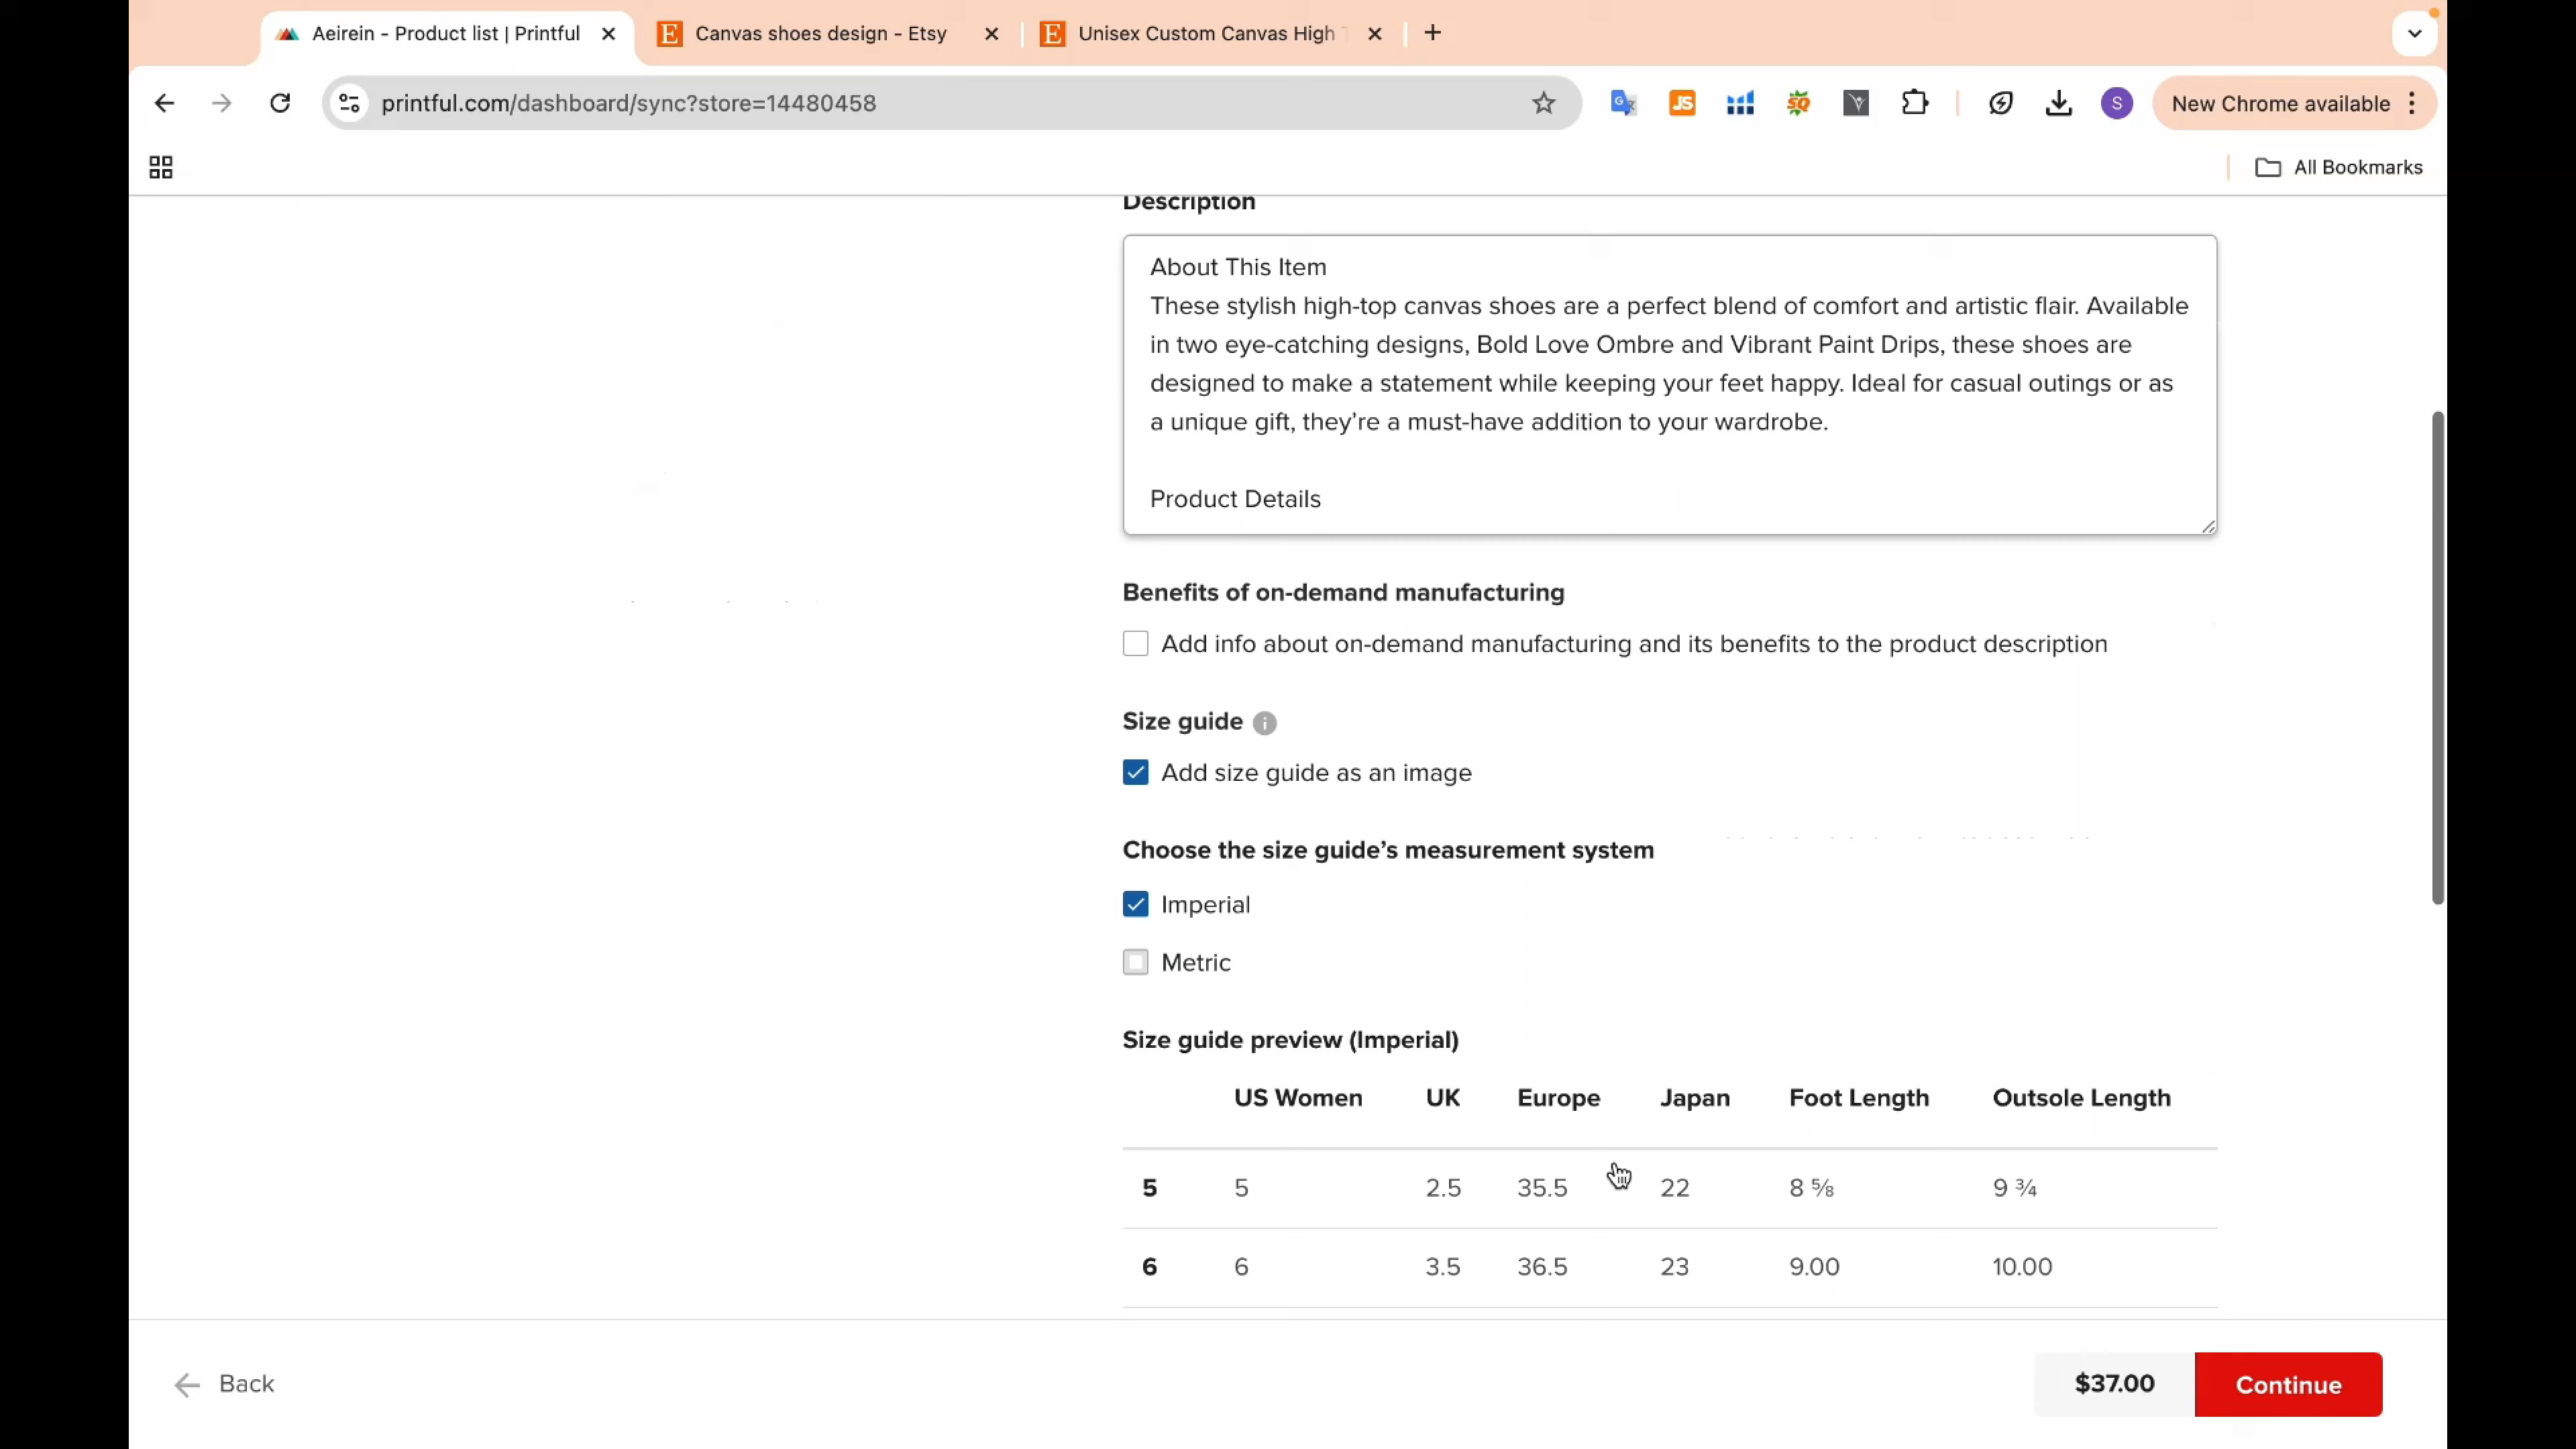 Aeirein - Product list | Printful
Canvas shoes design - Etsy
Unisex Custom Canvas High
printful.com/dashboard/sync?store=14480458
JS
SQ
S
New Chrome available
All Bookmarks
Description
About This Item
These stylish high-top canvas shoes are a perfect blend of comfort and artistic flair. Available
in two eye-catching designs, Bold Love Ombre and Vibrant Paint Drips, these shoes are
designed to make a statement while keeping your feet happy. Ideal for casual outings or as
a unique gift, they’re a must-have addition to your wardrobe.
Product Details
Benefits of on-demand manufacturing
Add info about on-demand manufacturing and its benefits to the product description
Size guide
Add size guide as an image
Choose the size guide’s measurement system
Imperial
Metric
Size guide preview (Imperial)
US Women UK Europe Japan Foot Length Outsole Length
5 5 2.5 35.5 22 8 ⅝ 9 ¾
6 6 3.5 36.5 23 9.00 10.00
Back
$37.00
Continue